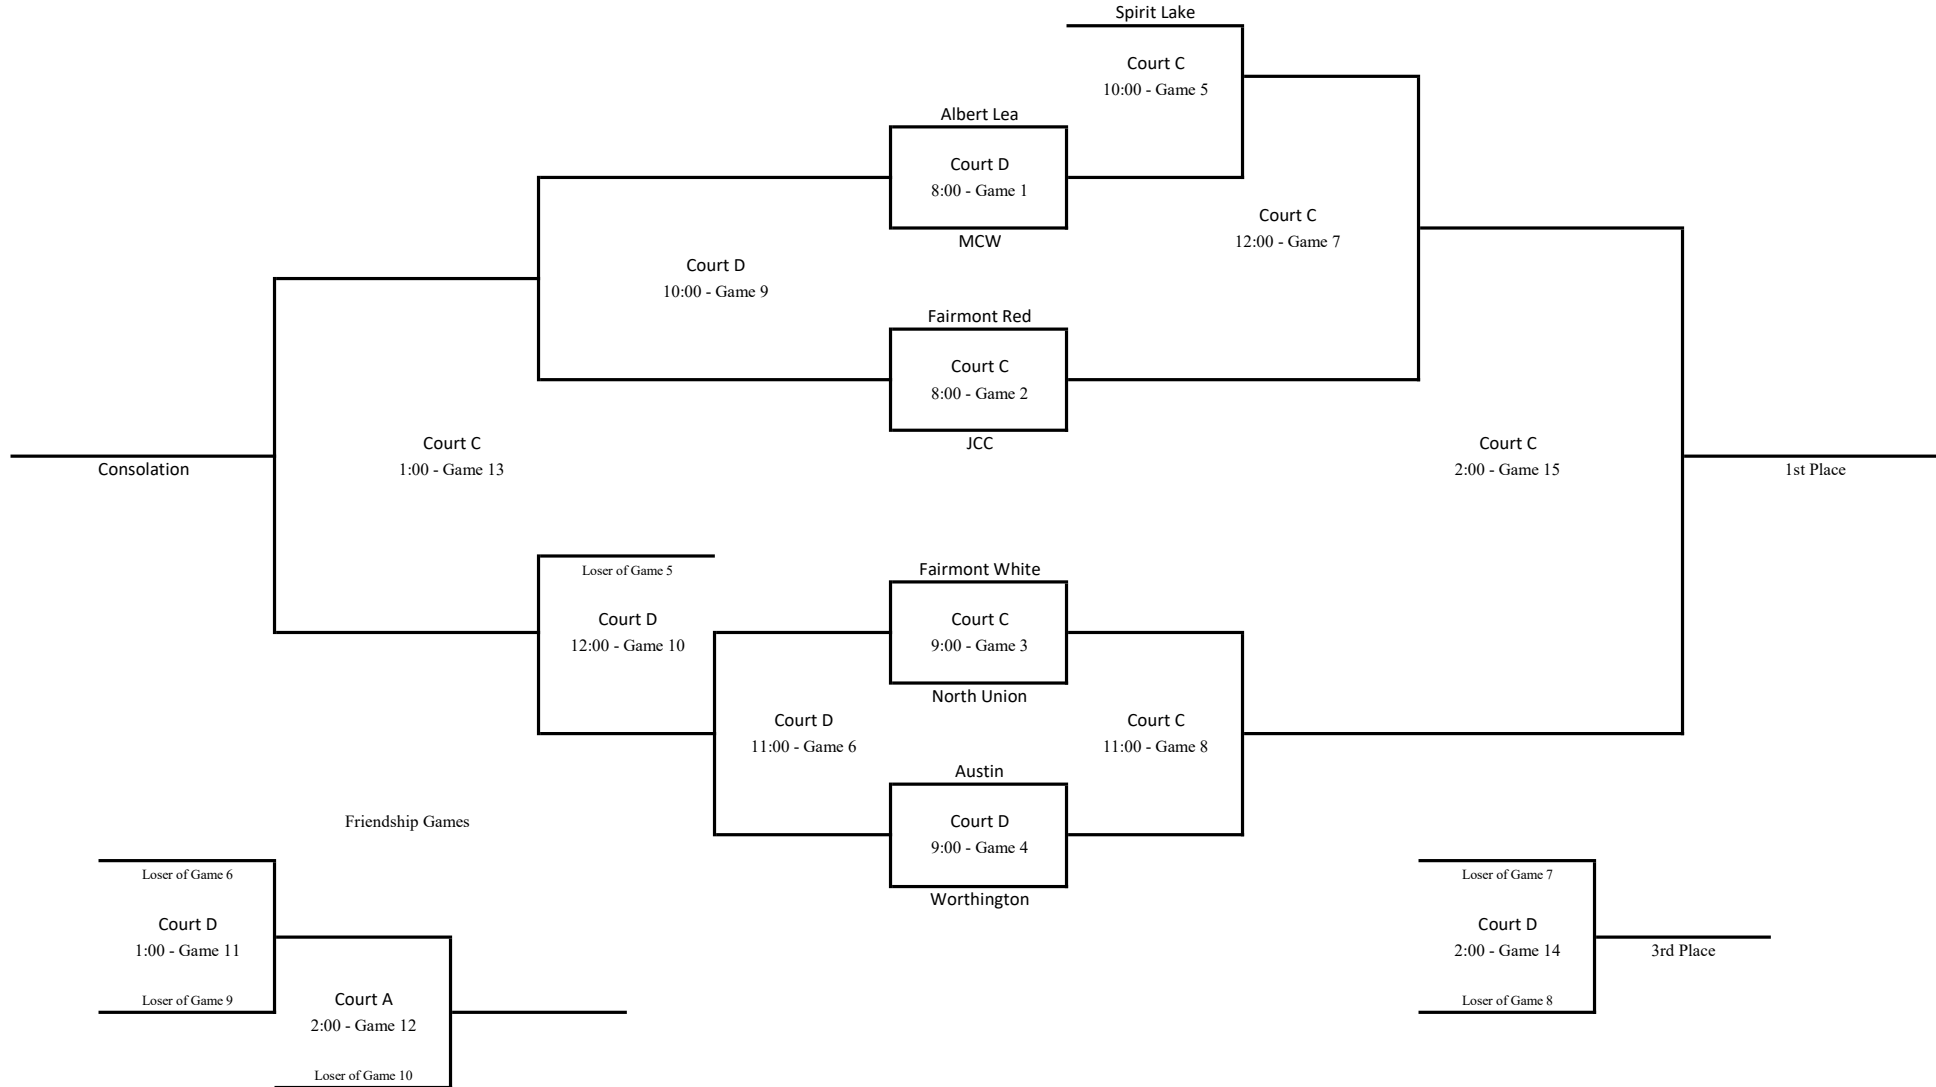 Spirit Lake
Court C
10:00 - Game 5
Albert Lea
Court D
8:00 - Game 1
MCW
Court C
12:00 - Game 7
Court D
10:00 - Game 9
Fairmont Red
Court C
8:00 - Game 2
JCC
Court C
1:00 - Game 13
Consolation
Court C
2:00 - Game 15
1st Place
Loser of Game 5
Court D
12:00 - Game 10
Fairmont White
Court C
9:00 - Game 3
North Union
Court D
11:00 - Game 6
Court C
11:00 - Game 8
Austin
Court D
9:00 - Game 4
Worthington
Friendship Games
Loser of Game 6
Court D
1:00 - Game 11
Loser of Game 9
Court A
2:00 - Game 12
Loser of Game 10
Loser of Game 7
Court D
2:00 - Game 14
3rd Place
Loser of Game 8